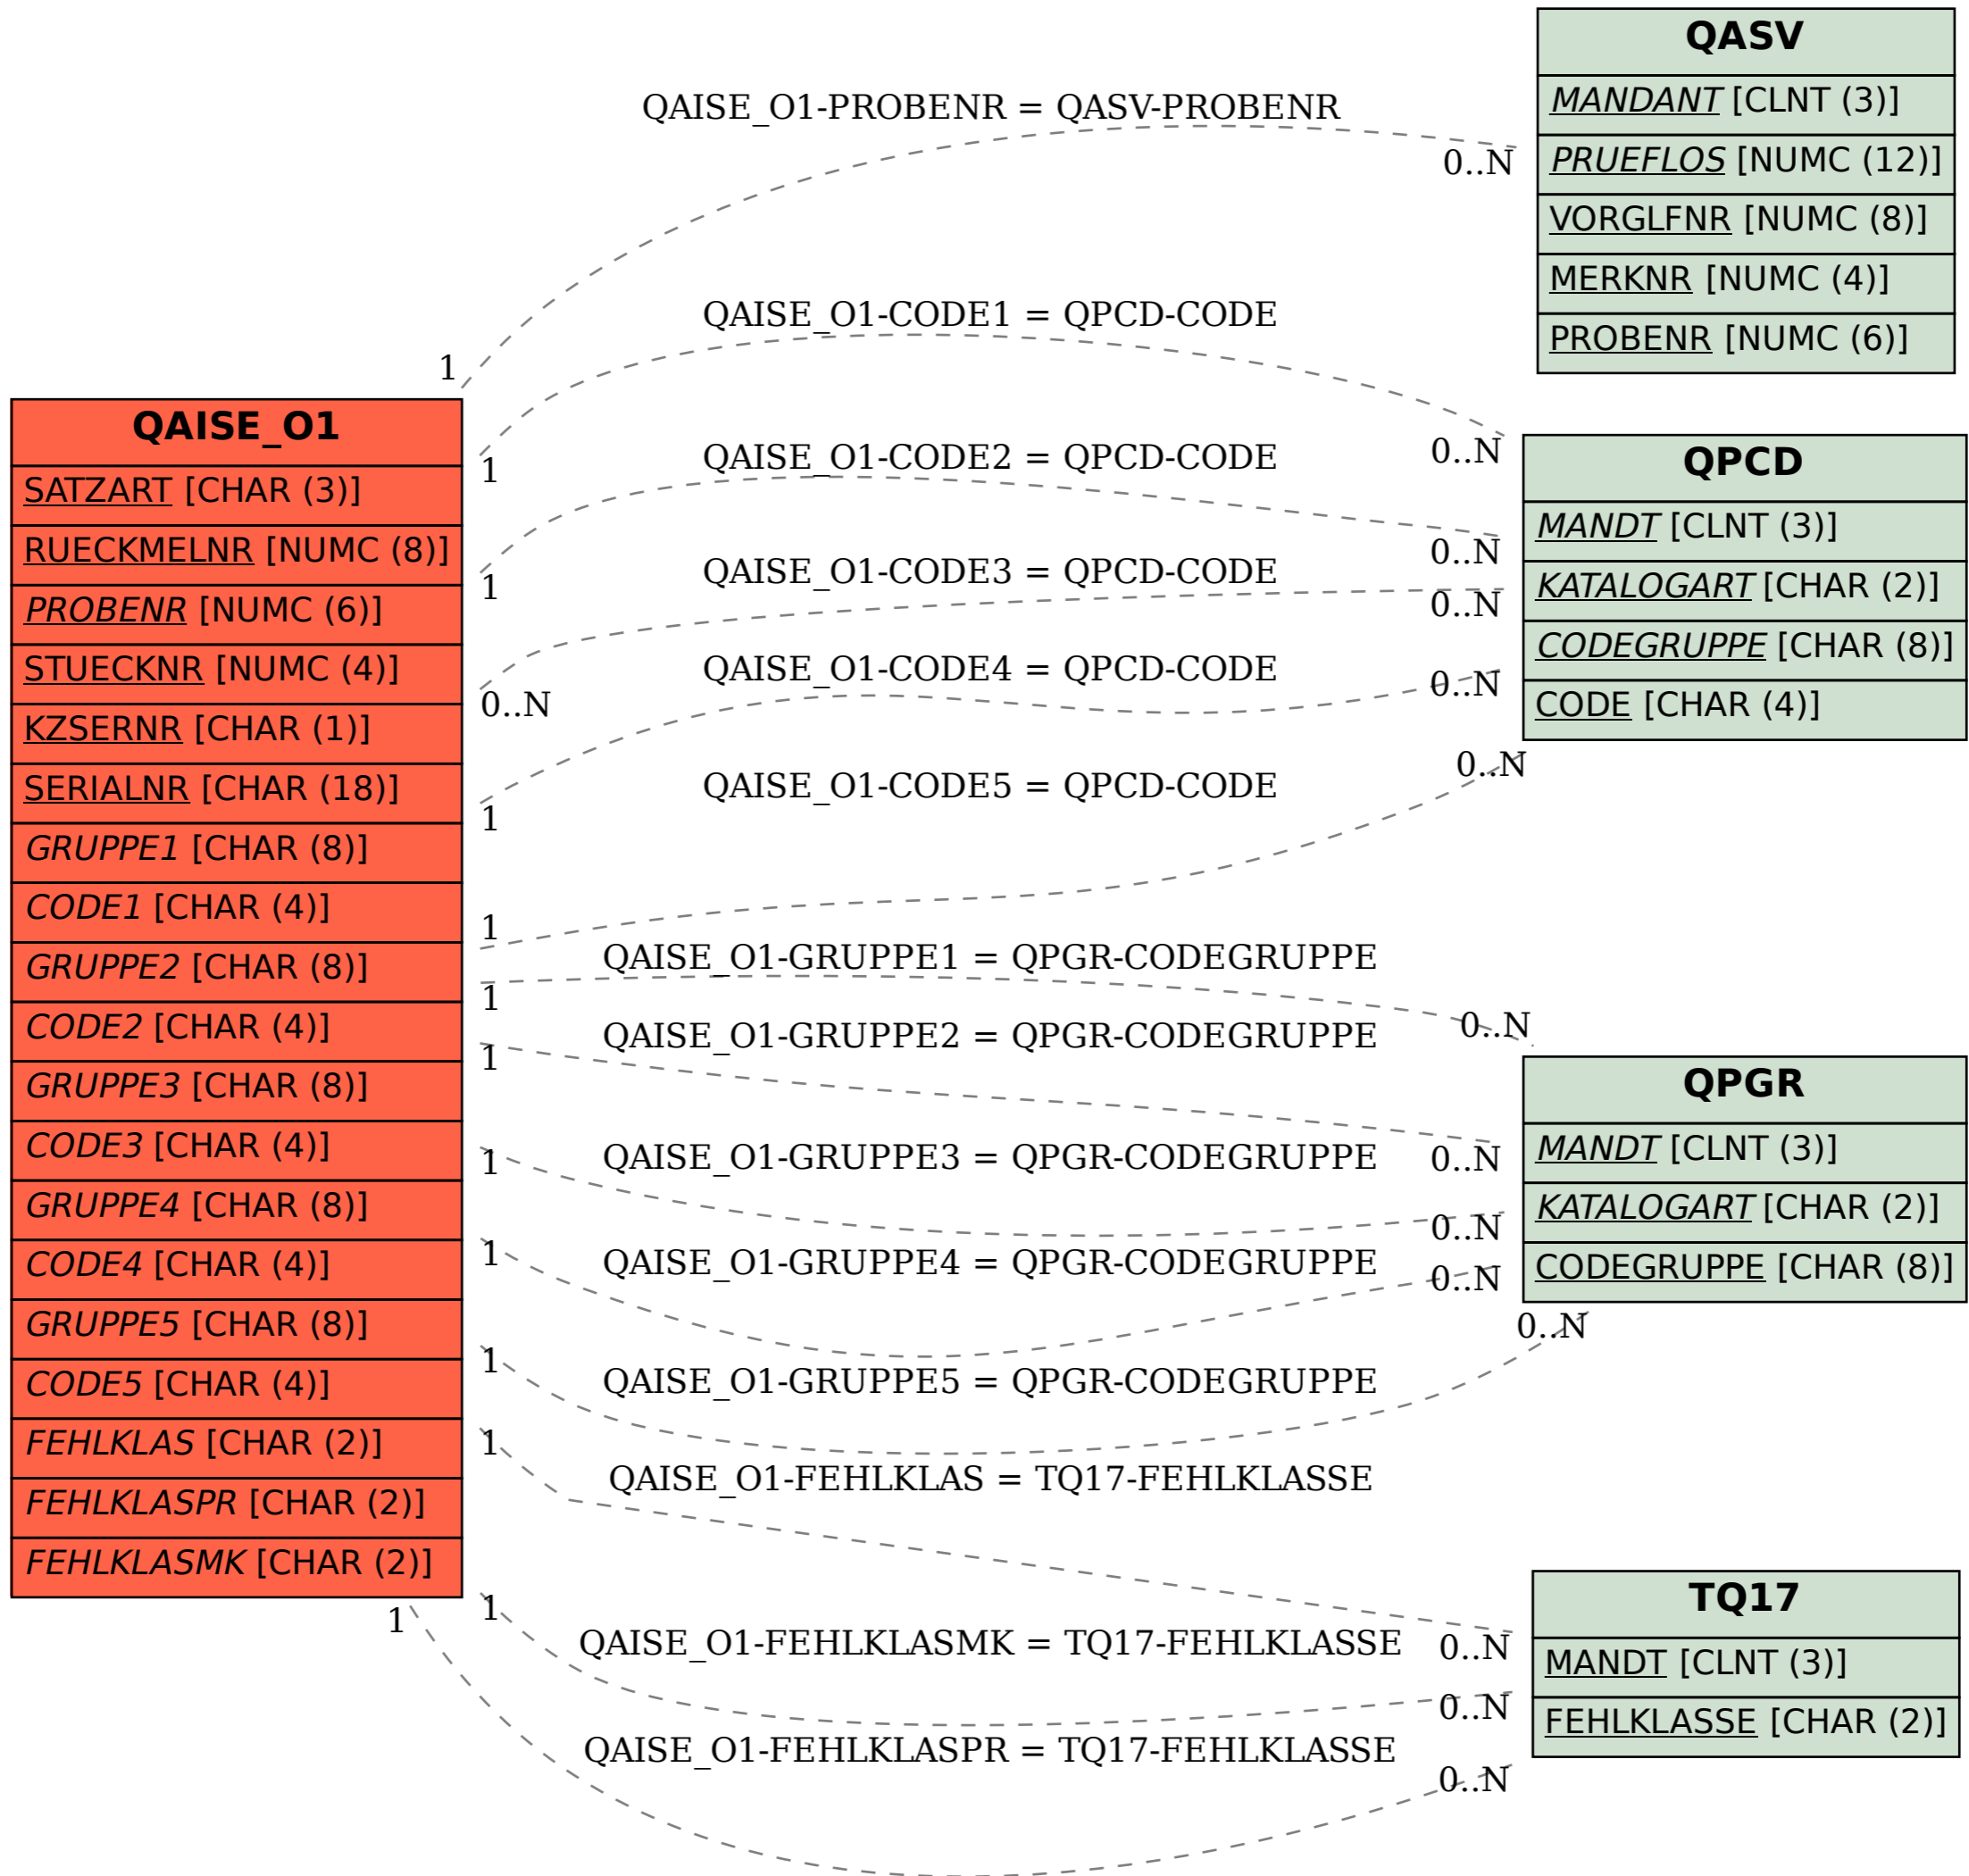 QAISE_O1
SATZART [CHAR (3)]
RUECKMELNR [NUMC (8)]
PROBENR [NUMC (6)]
STUECKNR [NUMC (4)]
KZSERNR [CHAR (1)]
SERIALNR [CHAR (18)]
GRUPPE1 [CHAR (8)]
CODE1 [CHAR (4)]
GRUPPE2 [CHAR (8)]
CODE2 [CHAR (4)]
GRUPPE3 [CHAR (8)]
CODE3 [CHAR (4)]
GRUPPE4 [CHAR (8)]
CODE4 [CHAR (4)]
GRUPPE5 [CHAR (8)]
CODE5 [CHAR (4)]
FEHLKLAS [CHAR (2)]
FEHLKLASPR [CHAR (2)]
FEHLKLASMK [CHAR (2)]
QAISE_O1-PROBENR = QASV-PROBENR
1
0..N
QAISE_O1-CODE1 = QPCD-CODE
1
0..N
QAISE_O1-CODE2 = QPCD-CODE
1
0..N
QAISE_O1-CODE3 = QPCD-CODE
0..N
0..N
QAISE_O1-CODE4 = QPCD-CODE
1
0..N
QAISE_O1-CODE5 = QPCD-CODE
1
0..N
QAISE_O1-GRUPPE1 = QPGR-CODEGRUPPE
1
0..N
QAISE_O1-GRUPPE2 = QPGR-CODEGRUPPE
1
0..N
QAISE_O1-GRUPPE3 = QPGR-CODEGRUPPE
1
0..N
QAISE_O1-GRUPPE4 = QPGR-CODEGRUPPE
1
0..N
QAISE_O1-GRUPPE5 = QPGR-CODEGRUPPE
1
0..N
QAISE_O1-FEHLKLAS = TQ17-FEHLKLASSE
1
0..N
QAISE_O1-FEHLKLASMK = TQ17-FEHLKLASSE
1
0..N
QAISE_O1-FEHLKLASPR = TQ17-FEHLKLASSE
1
0..N
QASV
MANDANT [CLNT (3)]
PRUEFLOS [NUMC (12)]
VORGLFNR [NUMC (8)]
MERKNR [NUMC (4)]
PROBENR [NUMC (6)]
QPCD
MANDT [CLNT (3)]
KATALOGART [CHAR (2)]
CODEGRUPPE [CHAR (8)]
CODE [CHAR (4)]
QPGR
MANDT [CLNT (3)]
KATALOGART [CHAR (2)]
CODEGRUPPE [CHAR (8)]
TQ17
MANDT [CLNT (3)]
FEHLKLASSE [CHAR (2)]